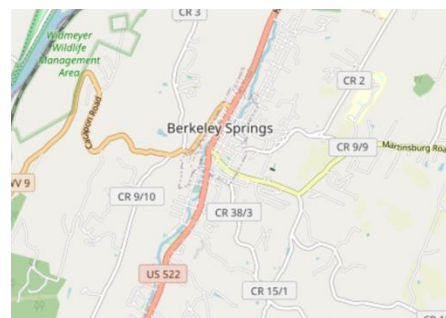 CR 3
Widmeyer
Wildlife
Management
Area
CR 2
Cacapon Road
Berkeley Springs
CR 9/9
Martinsburg Roa
WV 9
CR 9/10
CR 38/3
US 522
CR 15/1